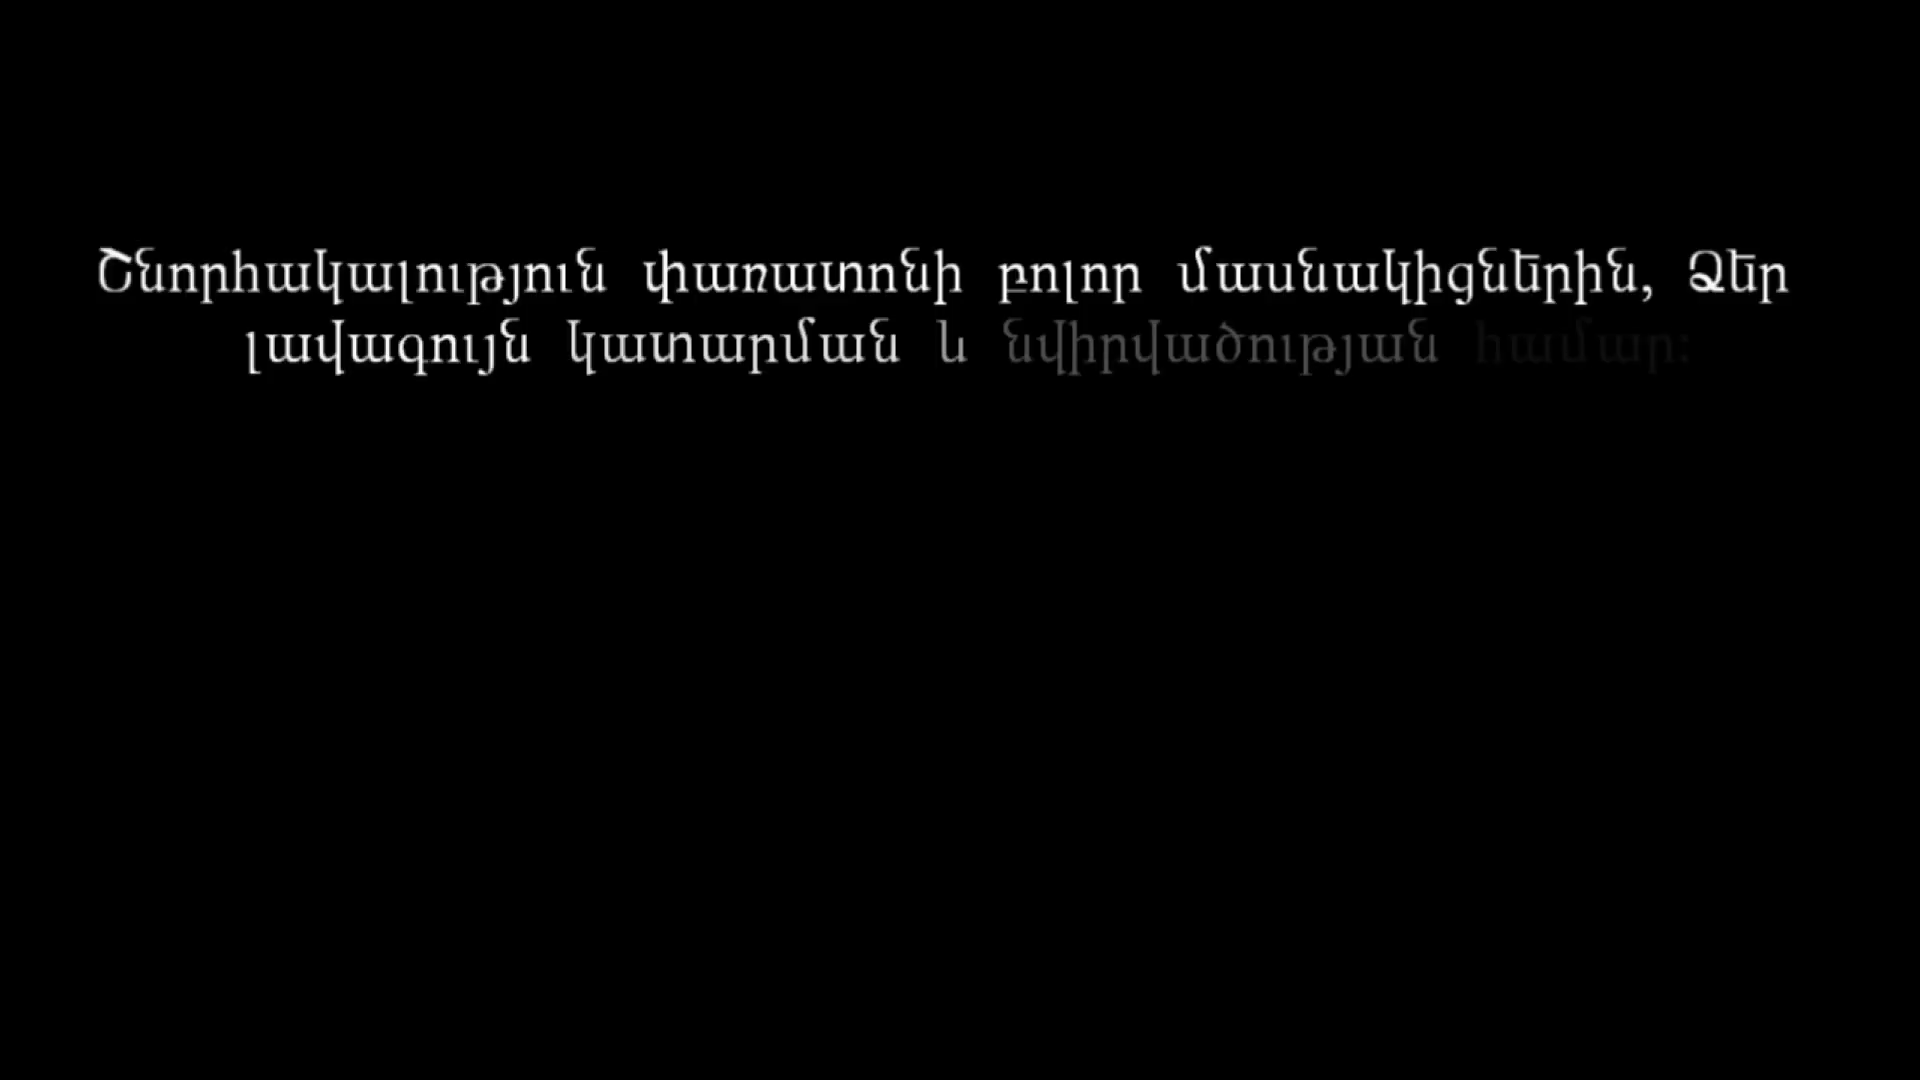 Շնորհակալություն փառատոնի բոլոր մասնակիցներին, Ձեր
լավագույն կատարման և նվիրվածության համար: